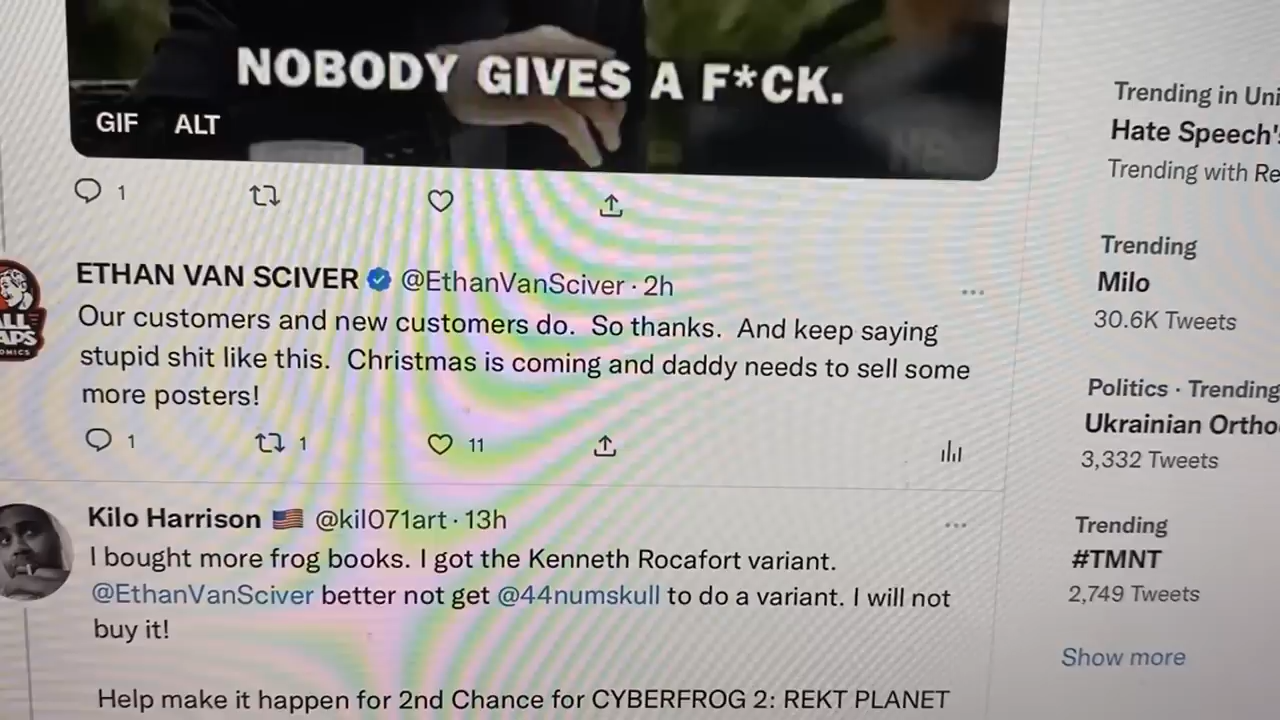 NOBODY GIVES A F*CK.
GIF ALT
1
ETHAN VAN SCIVER @EthanVanSciver · 2h
Our customers and new customers do. So thanks. And keep saying
stupid shit like this. Christmas is coming and daddy needs to sell some
more posters!
1 1 11
Kilo Harrison @kil071art · 13h
I bought more frog books. I got the Kenneth Rocafort variant.
@EthanVanSciver better not get @44numskull to do a variant. I will not
buy it!
Help make it happen for 2nd Chance for CYBERFROG 2: REKT PLANET
Trending in Uni
Hate Speech's
Trending with Re
Trending
Milo
30.6K Tweets
Politics · Trending
Ukrainian Ortho
3,332 Tweets
Trending
#TMNT
2,749 Tweets
Show more